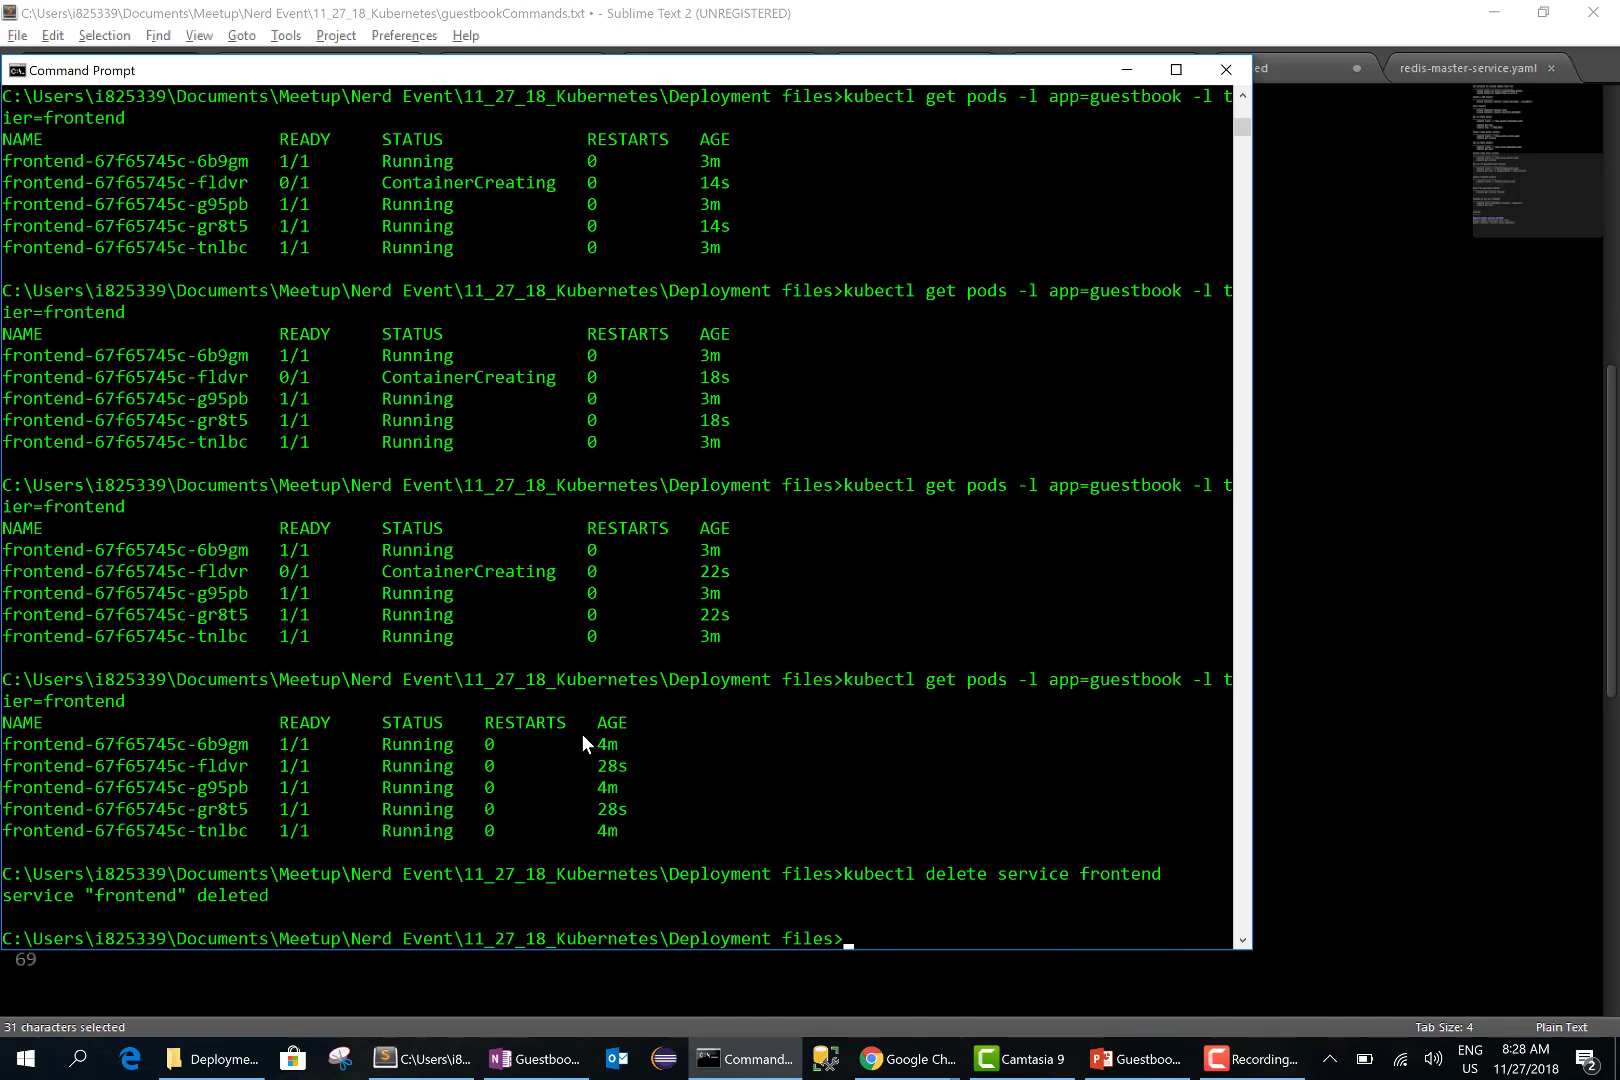 C:\Users\i825339\Documents\Meetup\Nerd Event\11_27_18_Kubernetes\guestbookCommands.txt • - Sublime Text 2 (UNREGISTERED)
File Edit Selection Find View Goto Tools Project Preferences Help
Command Prompt
ed
redis-master-service.yaml
C:\Users\i825339\Documents\Meetup\Nerd Event\11_27_18_Kubernetes\Deployment files>kubectl get pods -l app=guestbook -l t
ier=frontend
NAME READY STATUS RESTARTS AGE
frontend-67f65745c-6b9gm 1/1 Running 0 3m
frontend-67f65745c-fldvr 0/1 ContainerCreating 0 14s
frontend-67f65745c-g95pb 1/1 Running 0 3m
frontend-67f65745c-gr8t5 1/1 Running 0 14s
frontend-67f65745c-tnlbc 1/1 Running 0 3m
C:\Users\i825339\Documents\Meetup\Nerd Event\11_27_18_Kubernetes\Deployment files>kubectl get pods -l app=guestbook -l t
ier=frontend
NAME READY STATUS RESTARTS AGE
frontend-67f65745c-6b9gm 1/1 Running 0 3m
frontend-67f65745c-fldvr 0/1 ContainerCreating 0 18s
frontend-67f65745c-g95pb 1/1 Running 0 3m
frontend-67f65745c-gr8t5 1/1 Running 0 18s
frontend-67f65745c-tnlbc 1/1 Running 0 3m
C:\Users\i825339\Documents\Meetup\Nerd Event\11_27_18_Kubernetes\Deployment files>kubectl get pods -l app=guestbook -l t
ier=frontend
NAME READY STATUS RESTARTS AGE
frontend-67f65745c-6b9gm 1/1 Running 0 3m
frontend-67f65745c-fldvr 0/1 ContainerCreating 0 22s
frontend-67f65745c-g95pb 1/1 Running 0 3m
frontend-67f65745c-gr8t5 1/1 Running 0 22s
frontend-67f65745c-tnlbc 1/1 Running 0 3m
C:\Users\i825339\Documents\Meetup\Nerd Event\11_27_18_Kubernetes\Deployment files>kubectl get pods -l app=guestbook -l t
ier=frontend
NAME READY STATUS RESTARTS AGE
frontend-67f65745c-6b9gm 1/1 Running 0 4m
frontend-67f65745c-fldvr 1/1 Running 0 28s
frontend-67f65745c-g95pb 1/1 Running 0 4m
frontend-67f65745c-gr8t5 1/1 Running 0 28s
frontend-67f65745c-tnlbc 1/1 Running 0 4m
C:\Users\i825339\Documents\Meetup\Nerd Event\11_27_18_Kubernetes\Deployment files>kubectl delete service frontend
service "frontend" deleted
C:\Users\i825339\Documents\Meetup\Nerd Event\11_27_18_Kubernetes\Deployment files>_
69
31 characters selected
Tab Size: 4 Plain Text
Deployme... C:\Users\i8... Guestboo... Command... Google Ch... Camtasia 9 Guestboo... Recording...
ENG
US
8:28 AM
11/27/2018
2